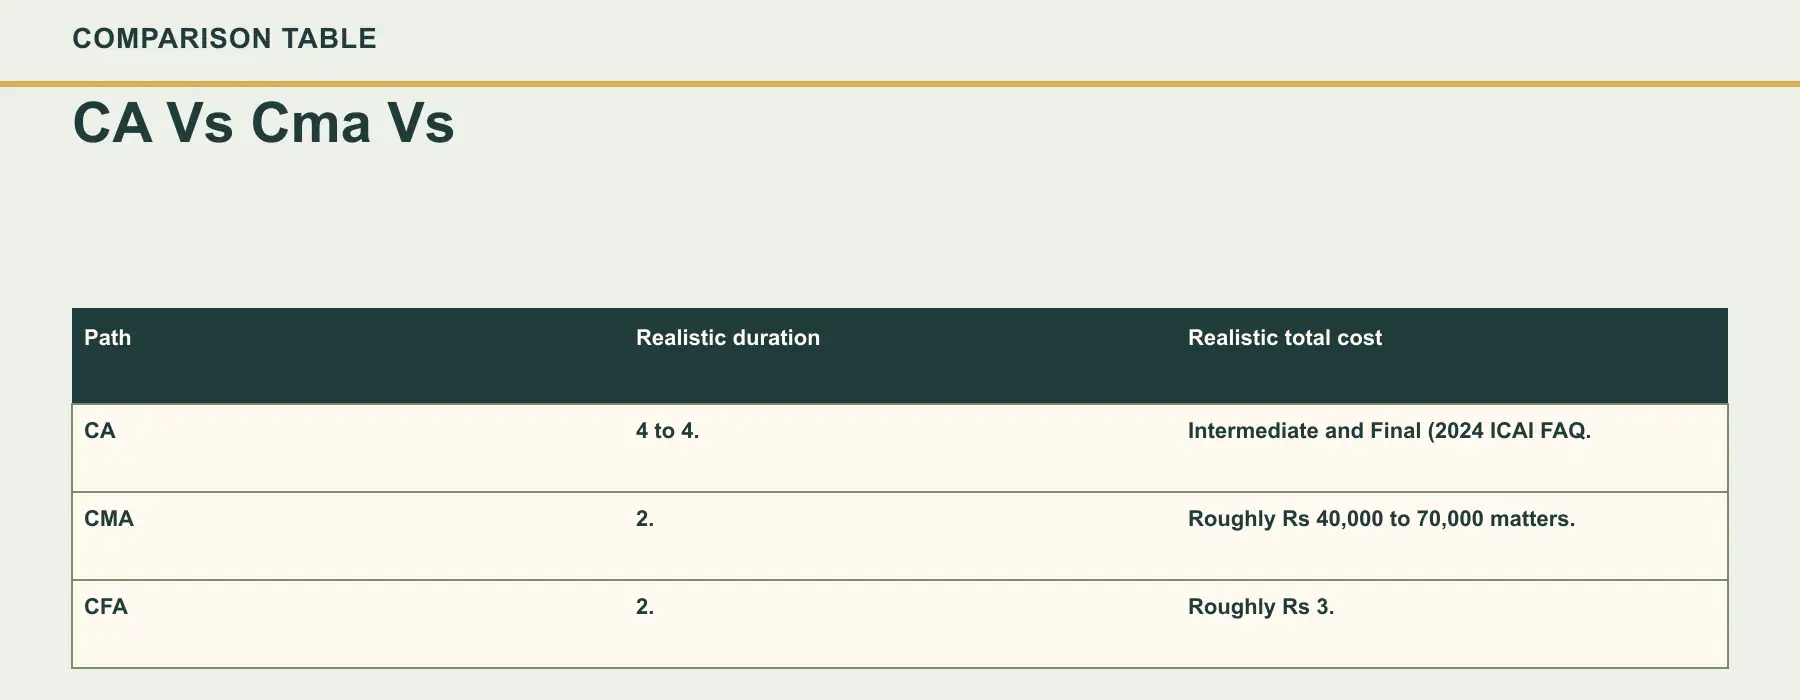 COMPARISON TABLE
CA Vs Cma Vs
Path Realistic duration Realistic total cost
CA 4 to 4. Intermediate and Final (2024 ICAI FAQ.
CMA 2. Roughly Rs 40,000 to 70,000 matters.
CFA 2. Roughly Rs 3.